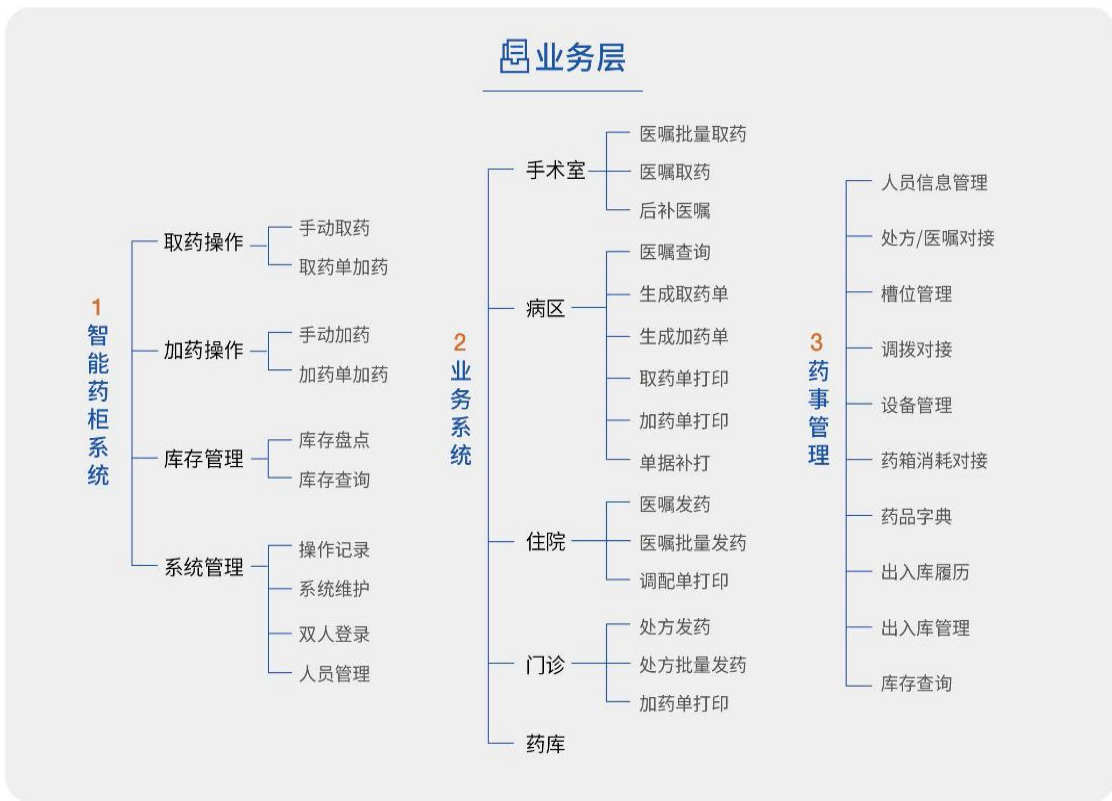 业务层
1
智能药柜系统
取药操作
手动取药
取药单加药
加药操作
手动加药
加药单加药
库存管理
库存盘点
库存查询
系统管理
操作记录
系统维护
双人登录
人员管理
2
业务系统
手术室
医嘱批量取药
医嘱取药
后补医嘱
病区
医嘱查询
生成取药单
生成加药单
取药单打印
加药单打印
单据补打
住院
医嘱发药
医嘱批量发药
调配单打印
门诊
处方发药
处方批量发药
加药单打印
药库
3
药事管理
人员信息管理
处方/医嘱对接
槽位管理
调拨对接
设备管理
药箱消耗对接
药品字典
出入库履历
出入库管理
库存查询